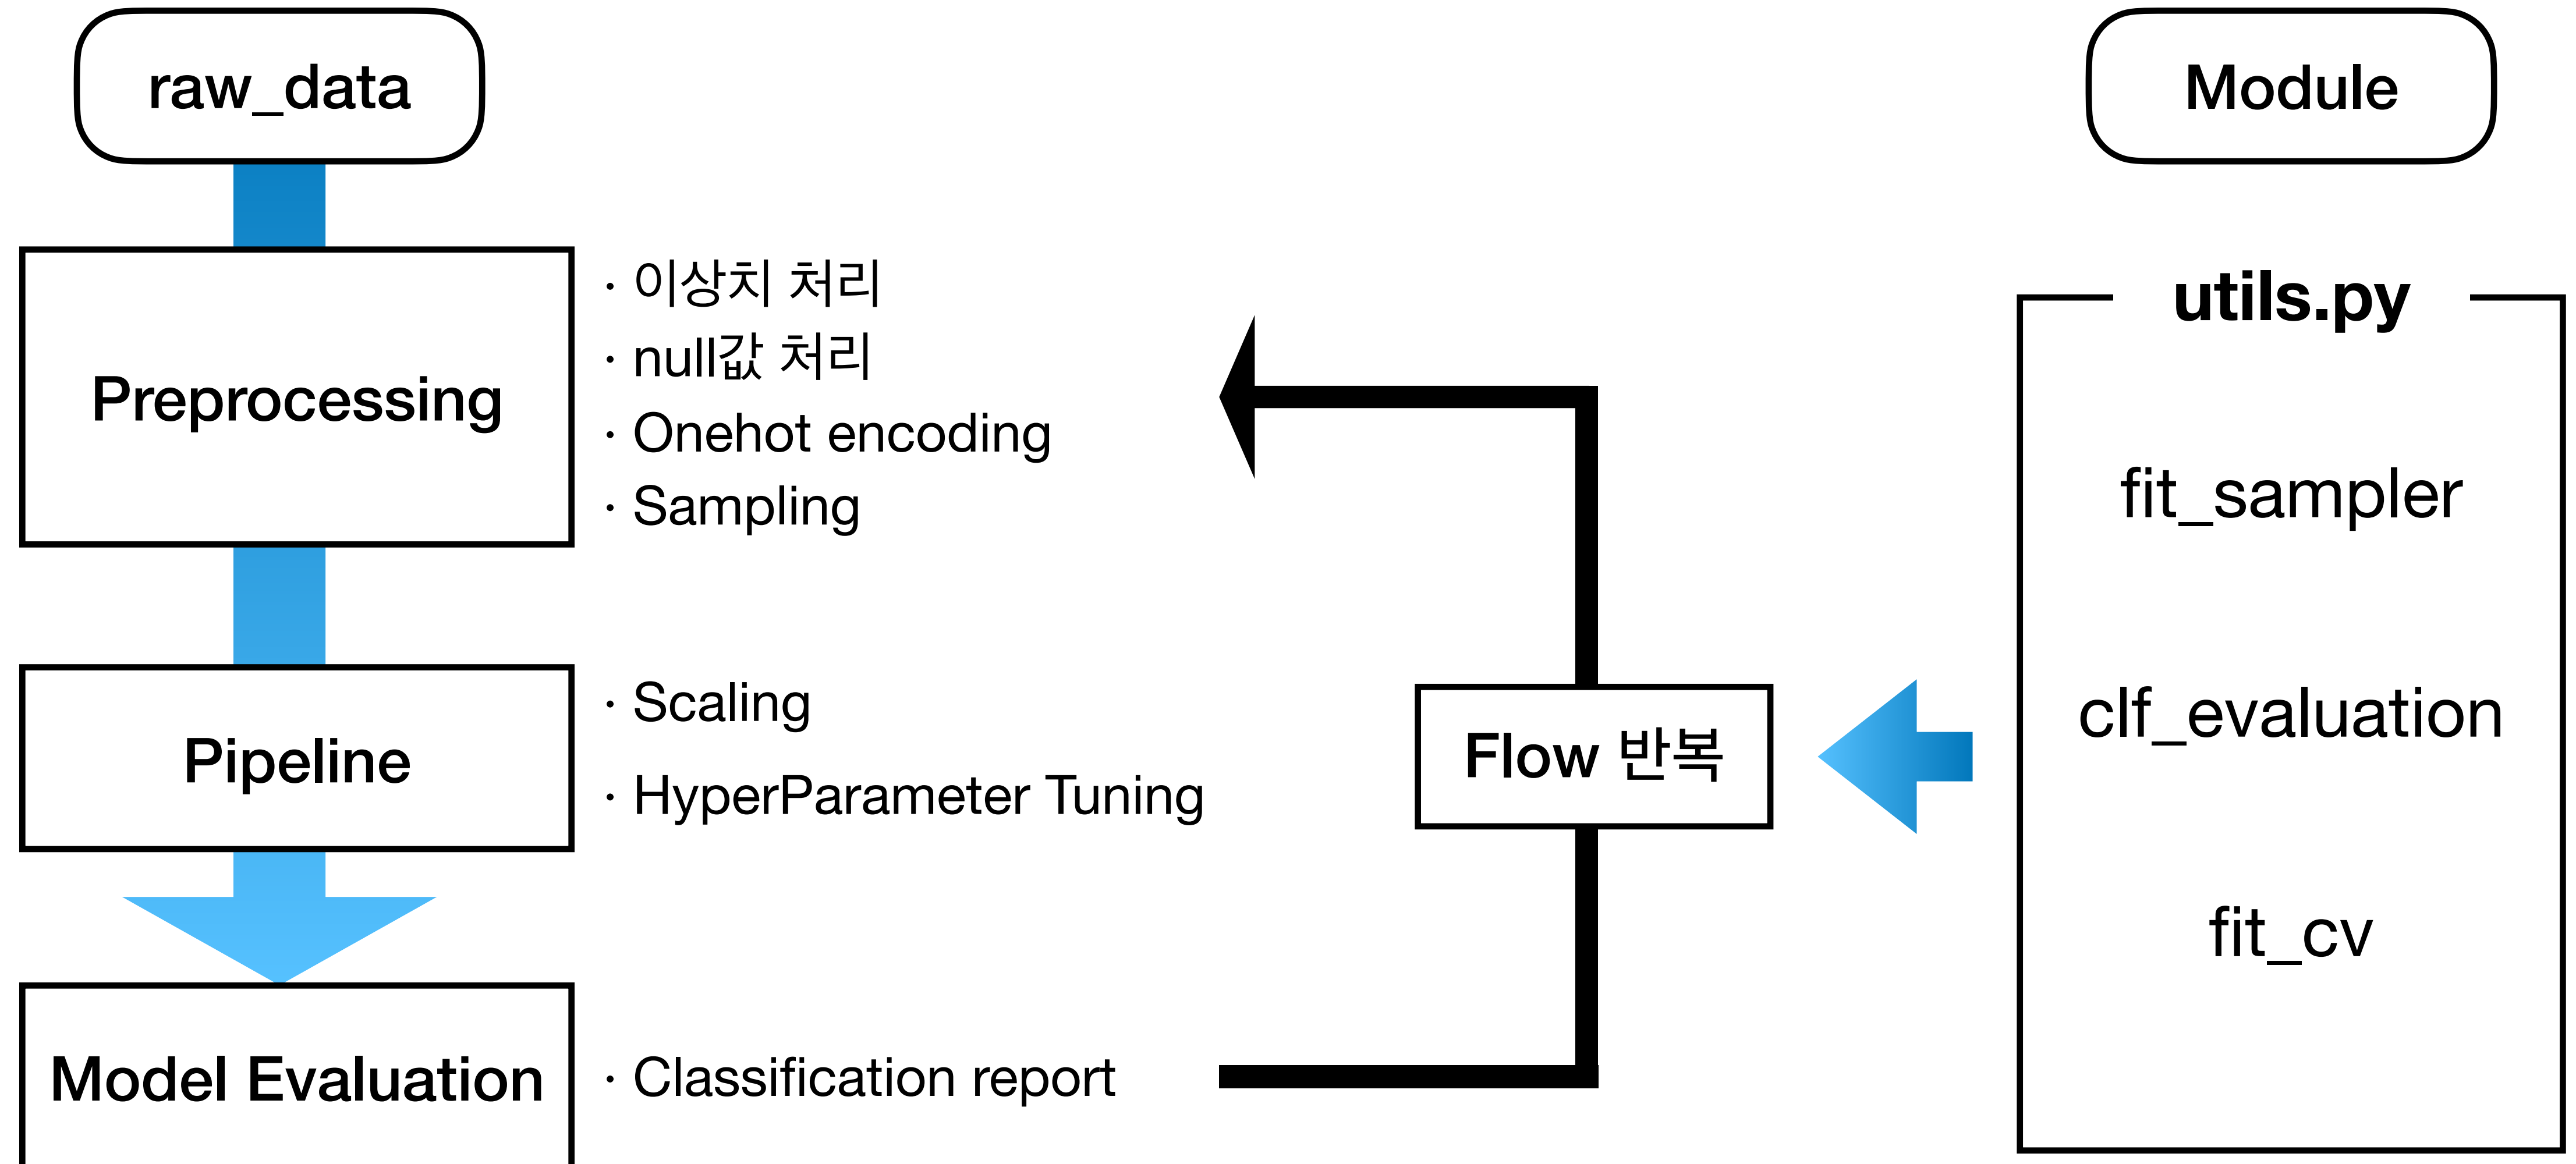 raw_data
Preprocessing
· 이상치 처리
· null값 처리
· Onehot encoding
· Sampling
Pipeline
· Scaling
· HyperParameter Tuning
Model Evaluation
· Classification report
Flow 반복
Module
utils.py
fit_sampler
clf_evaluation
fit_cv